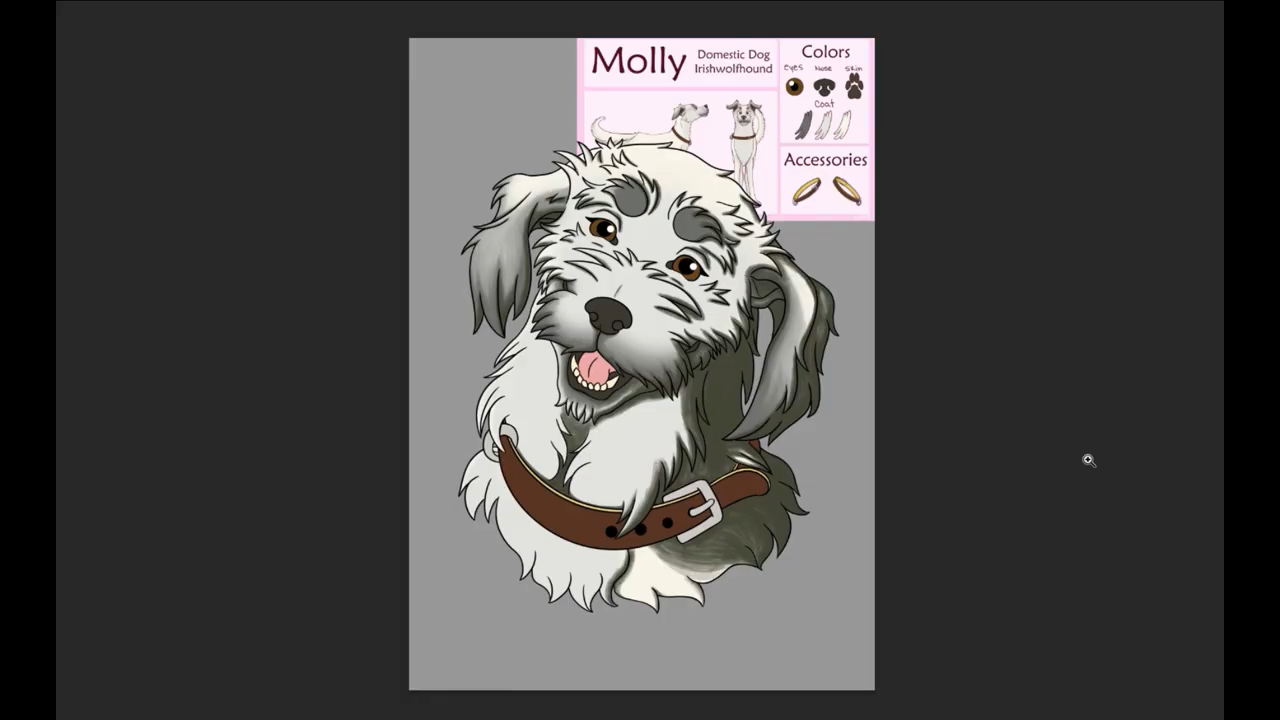 Molly
Domestic Dog
Irishwolfhound
Colors
Eyes Nose Skin
Coat
Accessories